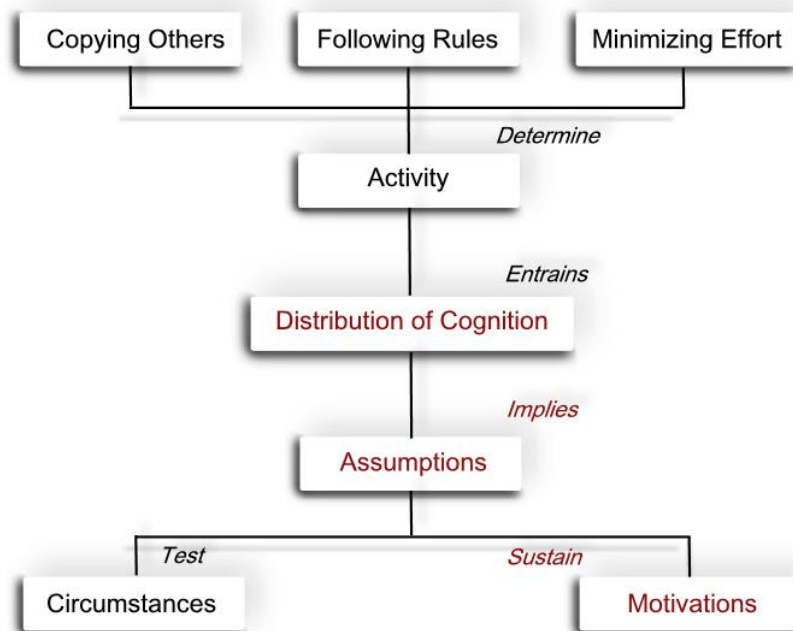 Copying Others
Following Rules
Minimizing Effort
Determine
Activity
Entrains
Distribution of Cognition
Implies
Assumptions
Test
Sustain
Circumstances
Motivations